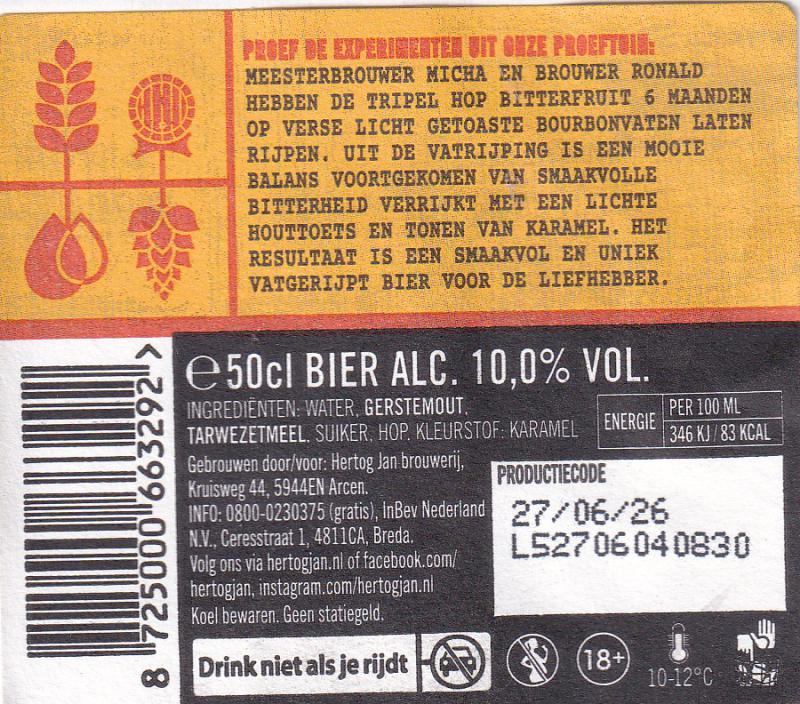 PROEF DE EXPERIMENTEN UIT ONZE PROEFTUIN:
MEESTERBROUWER MICHA EN BROUWER RONALD
HEBBEN DE TRIPEL HOP BITTERFRUIT 6 MAANDEN
OP VERSE LICHT GETOASTE BOURBONVATEN LATEN
RIJPEN. UIT DE VATRIJPING IS EEN MOOIE
BALANS VOORTGEKOMEN VAN SMAAKVOLLE
BITTERHEID VERRIJKT MET EEN LICHTE
HOUTTOETS EN TONEN VAN KARAMEL. HET
RESULTAAT IS EEN SMAAKVOL EN UNIEK
VATGERIJPT BIER VOOR DE LIEFHEBBER.
8 725000 663292 >
e 50cl BIER ALC. 10,0% VOL.
INGREDIËNTEN: WATER, GERSTEMOUT,
TARWEZETMEEL, SUIKER, HOP, KLEURSTOF: KARAMEL
ENERGIE
PER 100 ML
346 KJ / 83 KCAL
Gebrouwen door/voor: Hertog Jan brouwerij,
Kruisweg 44, 5944EN Arcen.
INFO: 0800-0230375 (gratis), InBev Nederland
N.V., Ceresstraat 1, 4811CA, Breda.
Volg ons via hertogjan.nl of facebook.com/
hertogjan, instagram.com/hertogjan.nl
Koel bewaren. Geen statiegeld.
PRODUCTIECODE
27/06/26
L52706040830
Drink niet als je rijdt
18+
10-12°C